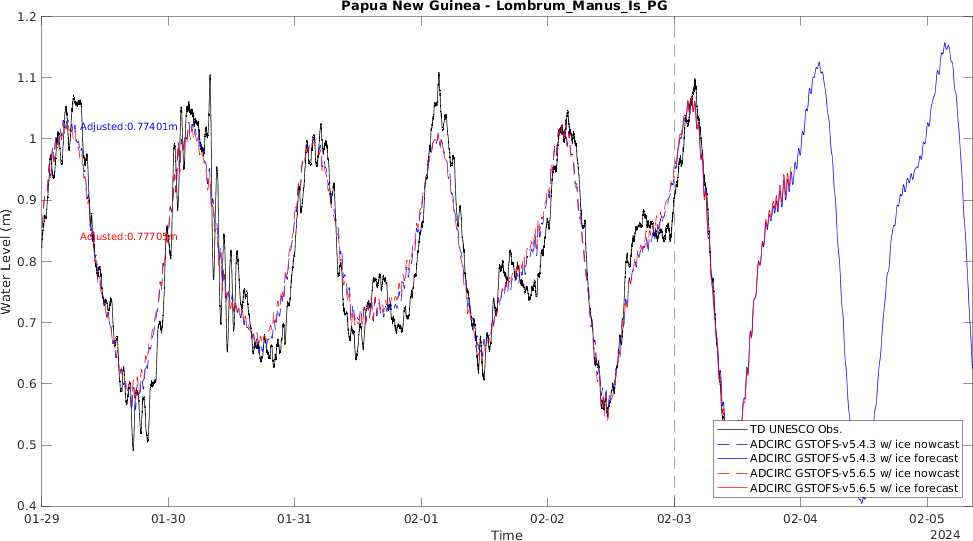 Papua New Guinea - Lombrum_Manus_Is_PG
1.2
1.1
1
0.9
0.8
0.7
0.6
0.5
0.4
Water Level (m)
Adjusted:0.77401m
Adjusted:0.77705m
TD UNESCO Obs.
ADCIRC GSTOFS-v5.4.3 w/ ice nowcast
ADCIRC GSTOFS-v5.4.3 w/ ice forecast
ADCIRC GSTOFS-v5.6.5 w/ ice nowcast
ADCIRC GSTOFS-v5.6.5 w/ ice forecast
01-29 01-30 01-31 02-01 02-02 02-03 02-04 02-05
Time
2024